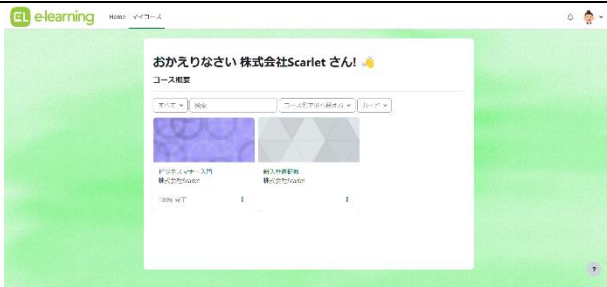 EL e-learning Home マイコース
おかえりなさい 株式会社Scarlet さん! 👋
コース概要
すべて 検索 コース名で並べ替える カード
ビジネスマナー入門
株式会社Scarlet
100% 完了
新入社員研修
株式会社Scarlet
?